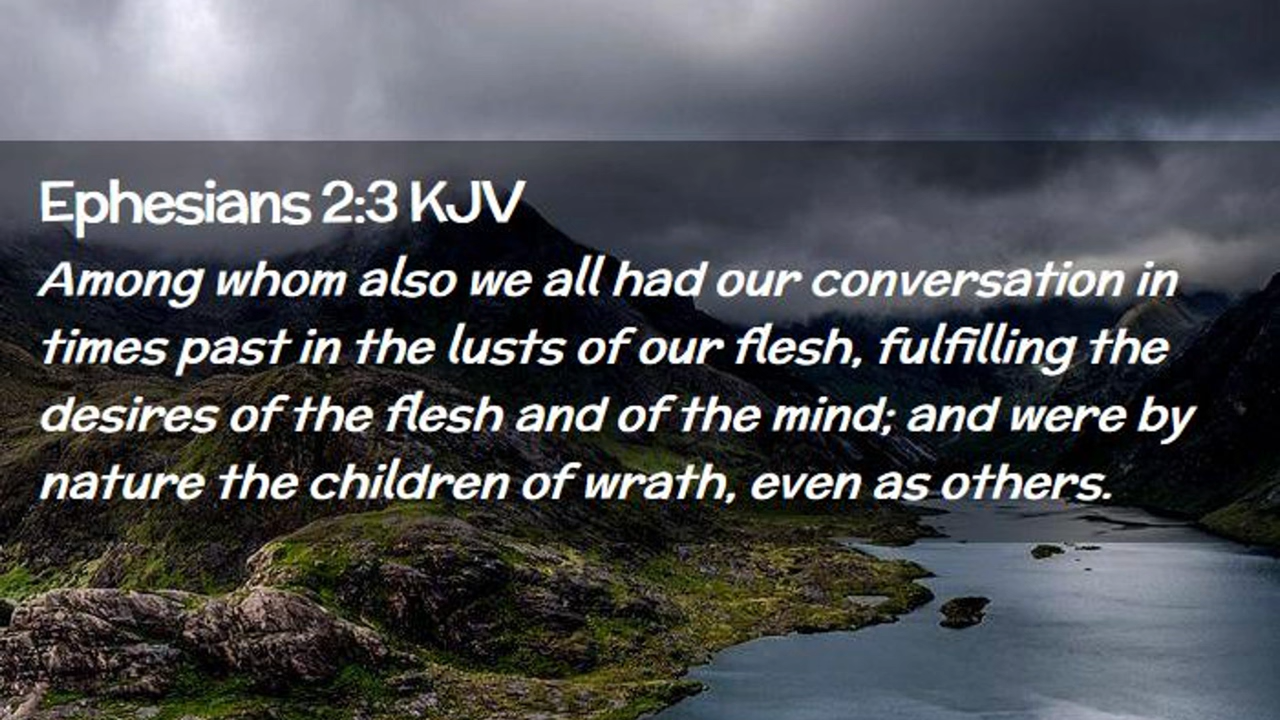 Ephesians 2:3 KJV
Among whom also we all had our conversation in
times past in the lusts of our flesh, fulfilling the
desires of the flesh and of the mind; and were by
nature the children of wrath, even as others.